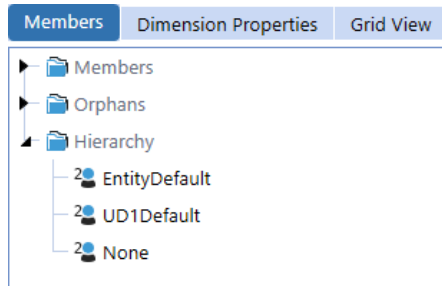 Members Dimension Properties Grid View
Members
Orphans
Hierarchy
2 EntityDefault
2 UD1Default
2 None